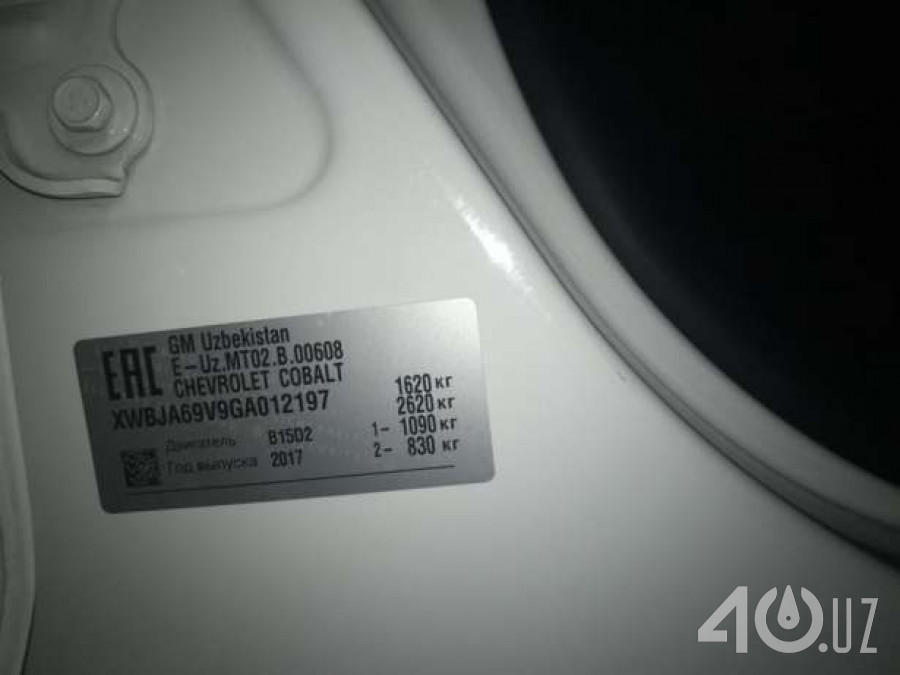 EAC
GM Uzbekistan
E-Uz.MT02.B.00608
CHEVROLET COBALT
XWBJA69V9GA012197
1620 кг
2620 кг
Двигатель B15D2 1- 1090 кг
Год выпуска 2017 2- 830 кг
40.UZ